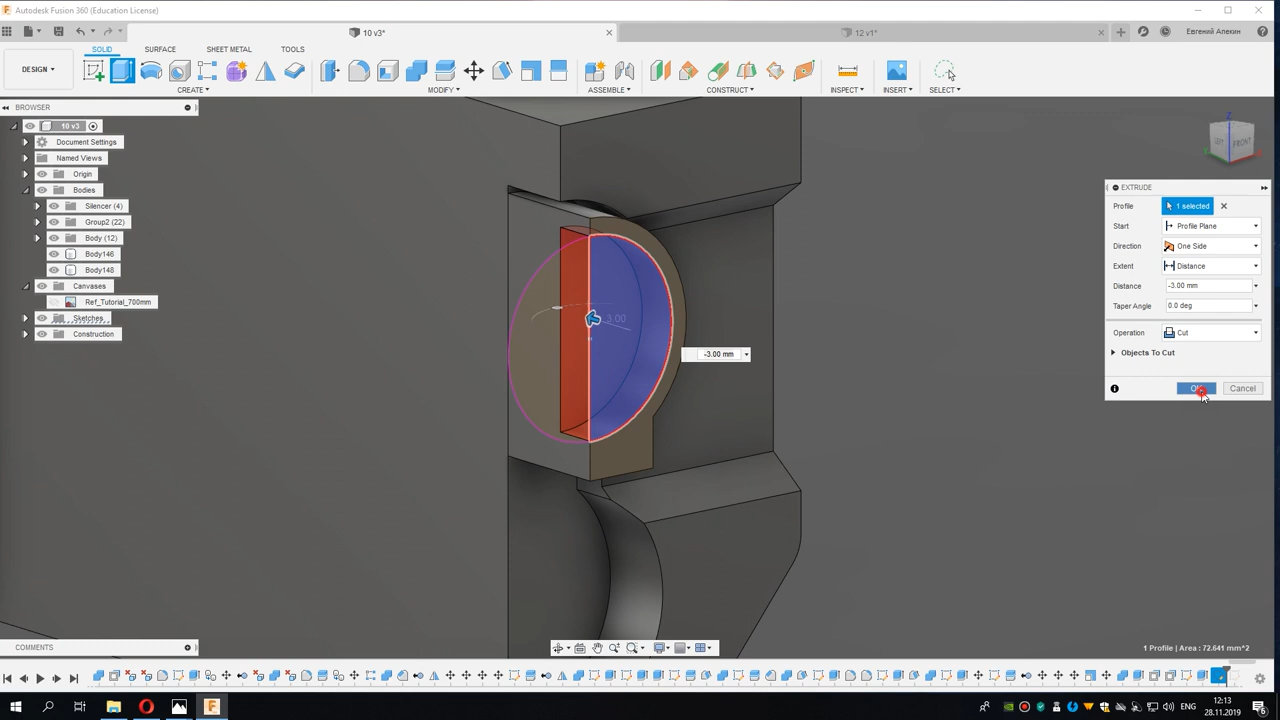 Autodesk Fusion 360 (Education License)
10 v3*
12 v1*
Евгений Апекин
DESIGN
SOLID
SURFACE
SHEET METAL
TOOLS
CREATE
MODIFY
ASSEMBLE
CONSTRUCT
INSPECT
INSERT
SELECT
BROWSER
10 v3
Document Settings
Named Views
Origin
Bodies
Silencer (4)
Group2 (22)
Body (12)
Body146
Body148
Canvases
Ref_Tutorial_700mm
Sketches
Construction
3.00
-3.00 mm
Z
FRONT
EXTRUDE
Profile
1 selected
Start
Profile Plane
Direction
One Side
Extent
Distance
Distance
-3.00 mm
Taper Angle
0.0 deg
Operation
Cut
Objects To Cut
OK
Cancel
COMMENTS
1 Profile | Area : 72.641 mm^2
ENG
12:13
28.11.2019